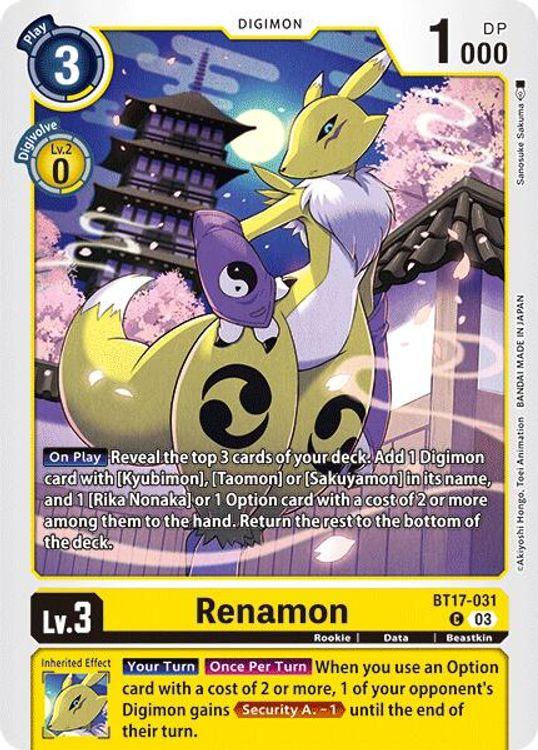 DIGIMON
Play
3
DP
1000
Digivolve
Lv.2
0
Sanosuke Sakuma
©Akiyoshi Hongo, Toei Animation BANDAI MADE IN JAPAN
On Play Reveal the top 3 cards of your deck. Add 1 Digimon
card with [Kyubimon], [Taomon] or [Sakuyamon] in its name,
and 1 [Rika Nonaka] or 1 Option card with a cost of 2 or more
among them to the hand. Return the rest to the bottom of
the deck.
Lv.3
Renamon
BT17-031
C 03
Rookie | Data | Beastkin
Inherited Effect
Your Turn Once Per Turn When you use an Option
card with a cost of 2 or more, 1 of your opponent's
Digimon gains Security A. -1 until the end of
their turn.